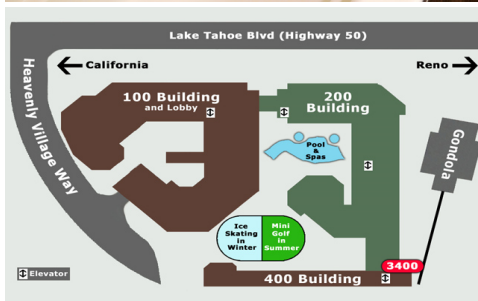 Lake Tahoe Blvd (Highway 50)
California
Reno
Heavenly Village Way
100 Building
and Lobby
200
Building
Gondola
Pool
&
Spas
Ice
Skating
in
Winter
Mini
Golf
in
Summer
3400
400 Building
Elevator